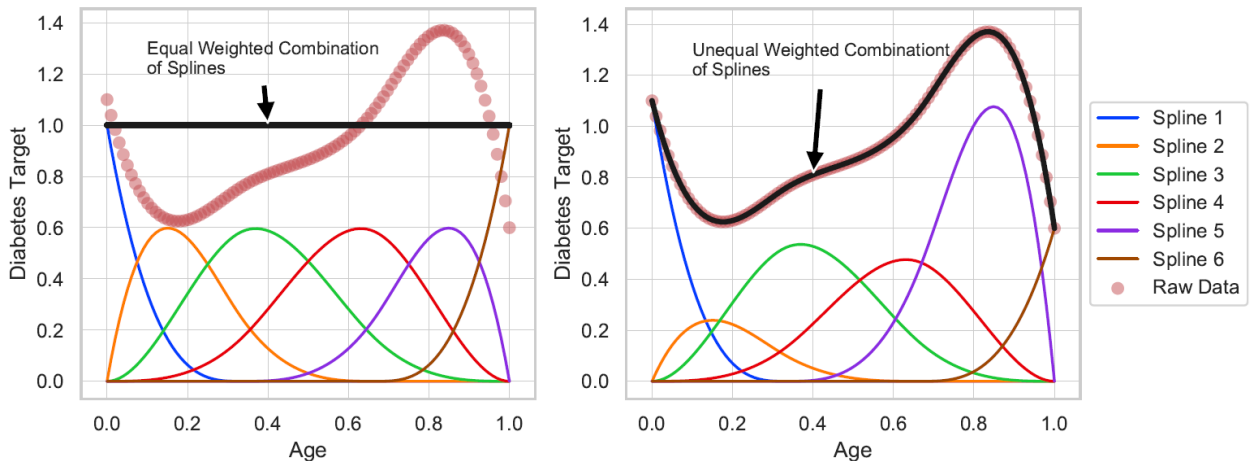 Equal Weighted Combination
of Splines
Diabetes Target
1.4
1.2
1.0
0.8
0.6
0.4
0.2
0.0
0.0 0.2 0.4 0.6 0.8 1.0
Age
Unequal Weighted Combinationt
of Splines
Diabetes Target
1.4
1.2
1.0
0.8
0.6
0.4
0.2
0.0
0.0 0.2 0.4 0.6 0.8 1.0
Age
Spline 1
Spline 2
Spline 3
Spline 4
Spline 5
Spline 6
Raw Data